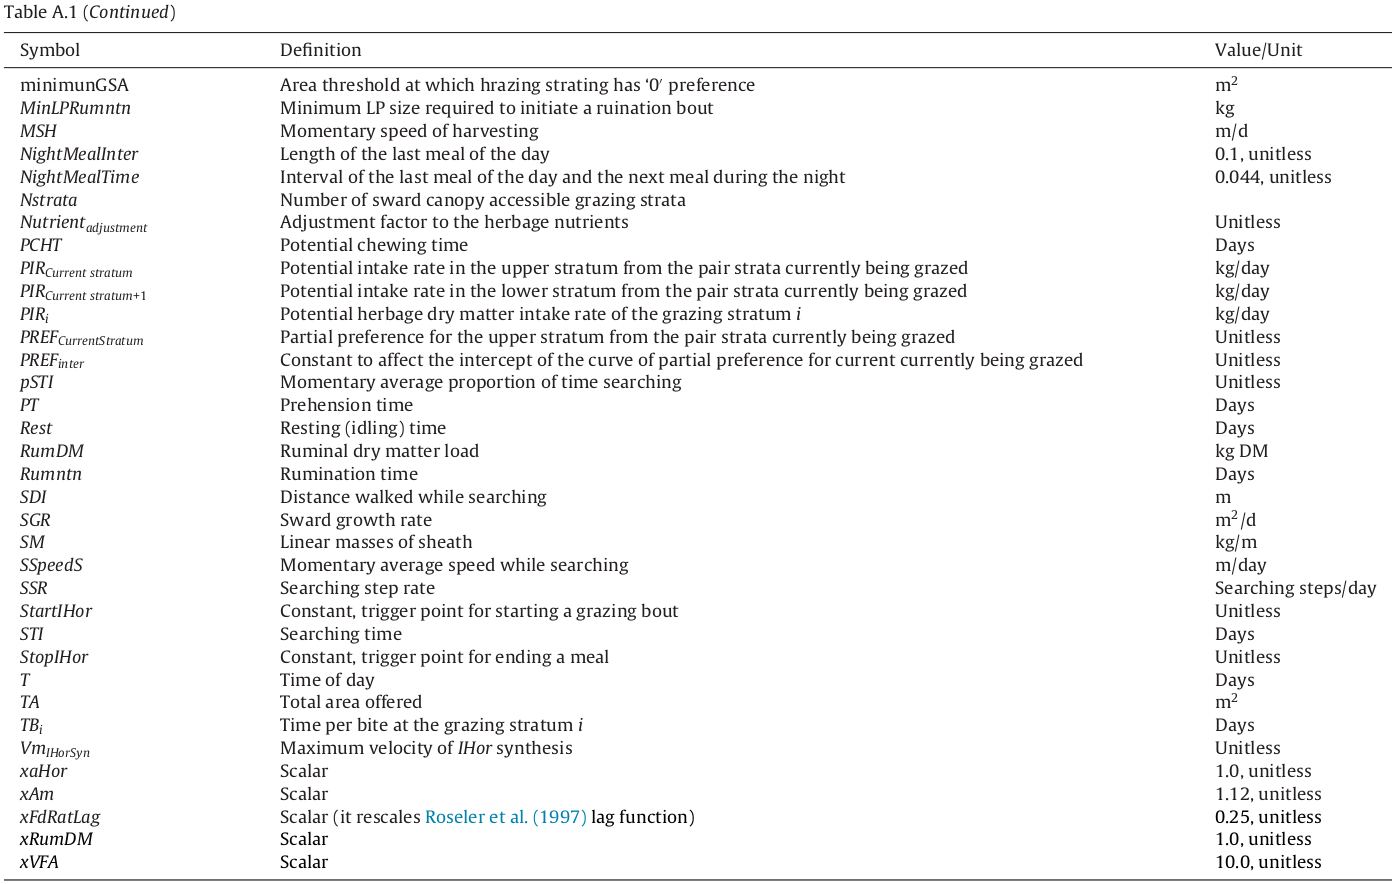 Table A.1 (Continued)
Symbol Definition Value/Unit
minimunGSA Area threshold at which hrazing strating has ‘0′ preference m²
MinLPRumntn Minimum LP size required to initiate a ruination bout kg
MSH Momentary speed of harvesting m/d
NightMealInter Length of the last meal of the day 0.1, unitless
NightMealTime Interval of the last meal of the day and the next meal during the night 0.044, unitless
Nstrata Number of sward canopy accessible grazing strata
Nutrient adjustment Adjustment factor to the herbage nutrients Unitless
PCHT Potential chewing time Days
PIR Current stratum Potential intake rate in the upper stratum from the pair strata currently being grazed kg/day
PIR Current stratum+1 Potential intake rate in the lower stratum from the pair strata currently being grazed kg/day
PIRi Potential herbage dry matter intake rate of the grazing stratum i kg/day
PREF CurrentStratum Partial preference for the upper stratum from the pair strata currently being grazed Unitless
PREF inter Constant to affect the intercept of the curve of partial preference for current currently being grazed Unitless
pSTI Momentary average proportion of time searching Unitless
PT Prehension time Days
Rest Resting (idling) time Days
RumDM Ruminal dry matter load kg DM
Rumntn Rumination time Days
SDI Distance walked while searching m
SGR Sward growth rate m²/d
SM Linear masses of sheath kg/m
SSpeedS Momentary average speed while searching m/day
SSR Searching step rate Searching steps/day
StartIHor Constant, trigger point for starting a grazing bout Unitless
STI Searching time Days
StopIHor Constant, trigger point for ending a meal Unitless
T Time of day Days
TA Total area offered m²
TBi Time per bite at the grazing stratum i Days
Vm IHorSyn Maximum velocity of IHor synthesis Unitless
xaHor Scalar 1.0, unitless
xAm Scalar 1.12, unitless
xFdRatLag Scalar (it rescales Roseler et al. (1997) lag function) 0.25, unitless
xRumDM Scalar 1.0, unitless
xVFA Scalar 10.0, unitless